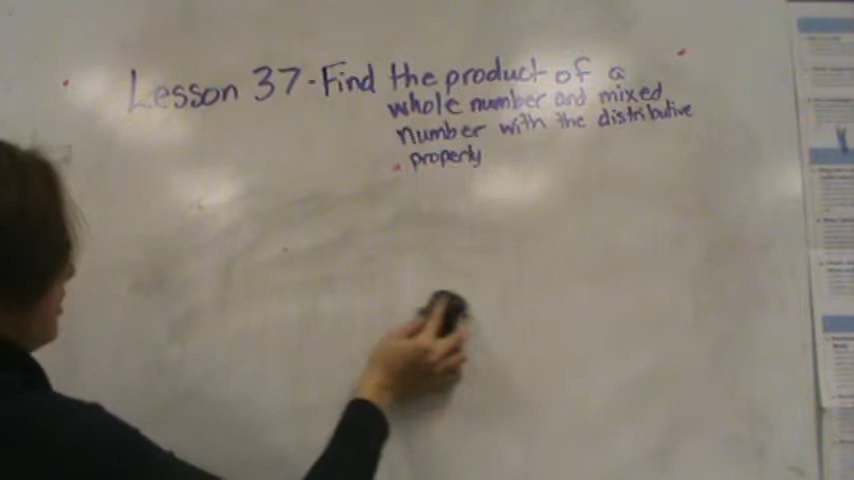 Lesson 37-Find the product of a
whole number and mixed
number with the distributive
property